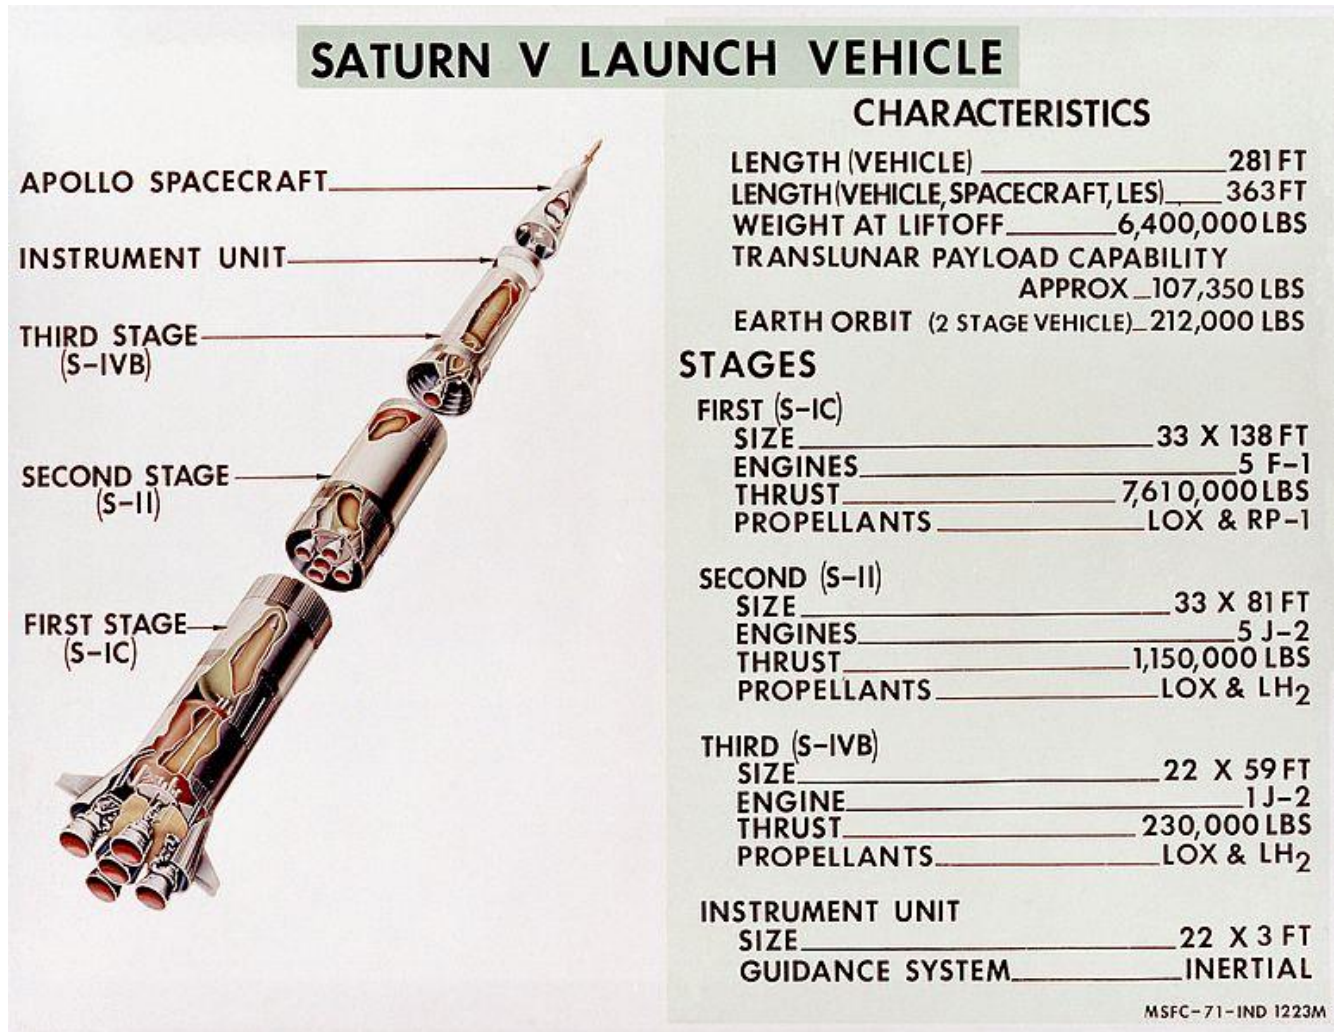 SATURN V LAUNCH VEHICLE
APOLLO SPACECRAFT
INSTRUMENT UNIT
THIRD STAGE
(S-IVB)
SECOND STAGE
(S-II)
FIRST STAGE
(S-IC)
CHARACTERISTICS
LENGTH (VEHICLE) 281 FT
LENGTH (VEHICLE, SPACECRAFT, LES) 363 FT
WEIGHT AT LIFTOFF 6,400,000 LBS
TRANSLUNAR PAYLOAD CAPABILITY
APPROX 107,350 LBS
EARTH ORBIT (2 STAGE VEHICLE) 212,000 LBS
STAGES
FIRST (S-IC)
SIZE 33 X 138 FT
ENGINES 5 F-1
THRUST 7,610,000 LBS
PROPELLANTS LOX & RP-1
SECOND (S-II)
SIZE 33 X 81 FT
ENGINES 5 J-2
THRUST 1,150,000 LBS
PROPELLANTS LOX & LH2
THIRD (S-IVB)
SIZE 22 X 59 FT
ENGINE 1 J-2
THRUST 230,000 LBS
PROPELLANTS LOX & LH2
INSTRUMENT UNIT
SIZE 22 X 3 FT
GUIDANCE SYSTEM INERTIAL
MSFC-71-IND 1223M